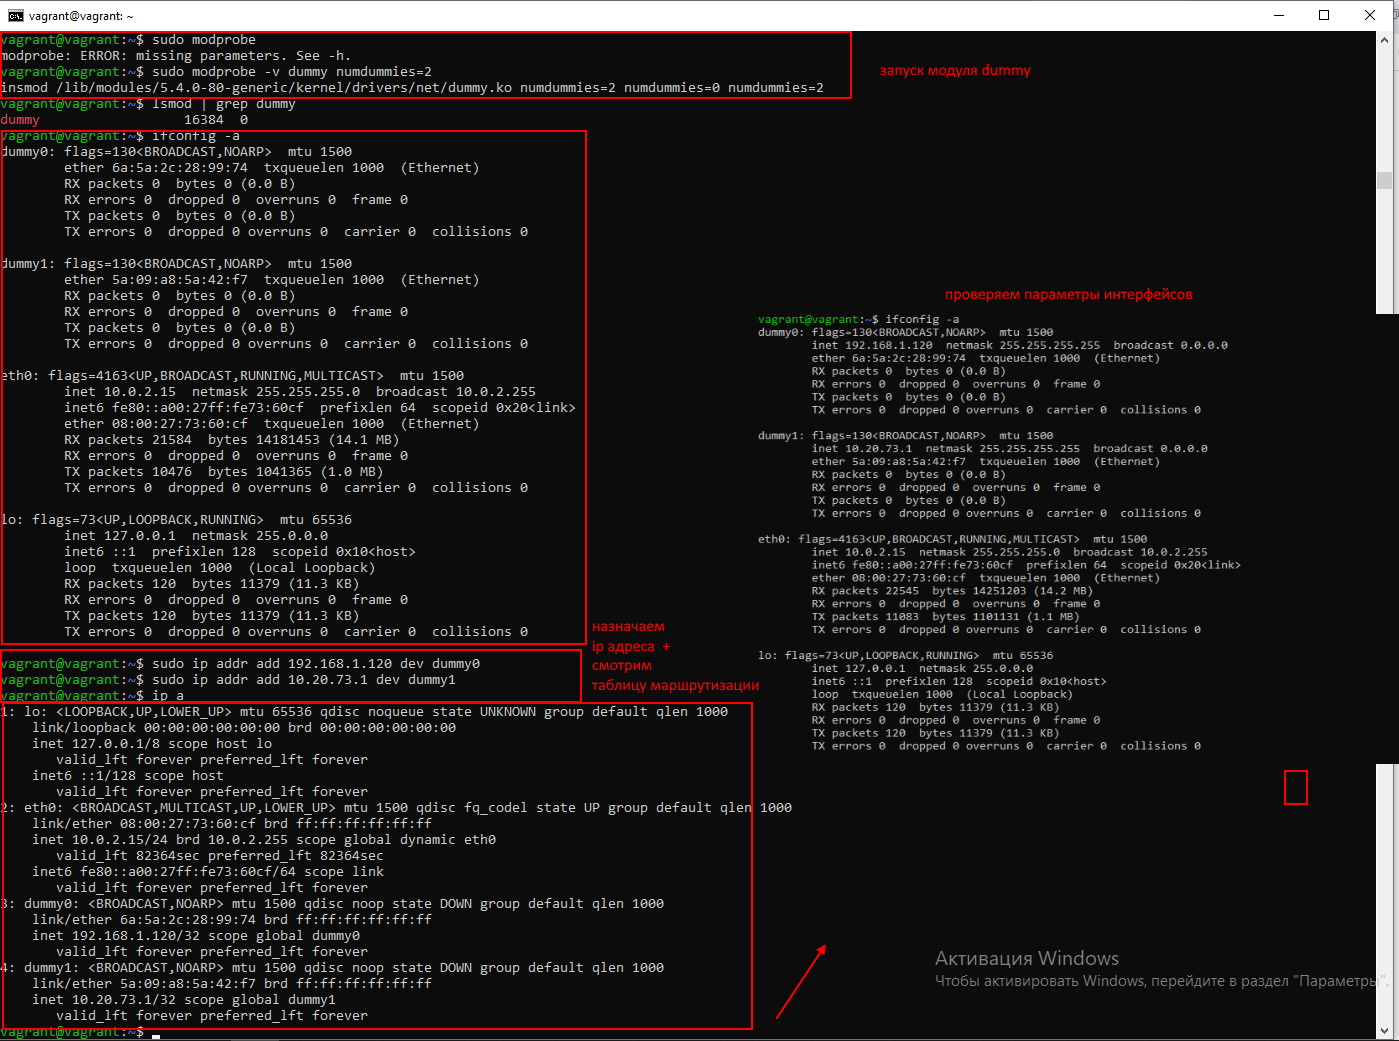 vagrant@vagrant: ~
vagrant@vagrant:~$ sudo modprobe
modprobe: ERROR: missing parameters. See -h.
vagrant@vagrant:~$ sudo modprobe -v dummy numdummies=2
insmod /lib/modules/5.4.0-80-generic/kernel/drivers/net/dummy.ko numdummies=2 numdummies=0 numdummies=2
запуск модуля dummy
vagrant@vagrant:~$ lsmod | grep dummy
dummy                  16384  0
vagrant@vagrant:~$ ifconfig -a
dummy0: flags=130<BROADCAST,NOARP>  mtu 1500
        ether 6a:5a:2c:28:99:74  txqueuelen 1000  (Ethernet)
        RX packets 0  bytes 0 (0.0 B)
        RX errors 0  dropped 0  overruns 0  frame 0
        TX packets 0  bytes 0 (0.0 B)
        TX errors 0  dropped 0 overruns 0  carrier 0  collisions 0
dummy1: flags=130<BROADCAST,NOARP>  mtu 1500
        ether 5a:09:a8:5a:42:f7  txqueuelen 1000  (Ethernet)
        RX packets 0  bytes 0 (0.0 B)
        RX errors 0  dropped 0  overruns 0  frame 0
        TX packets 0  bytes 0 (0.0 B)
        TX errors 0  dropped 0 overruns 0  carrier 0  collisions 0
eth0: flags=4163<UP,BROADCAST,RUNNING,MULTICAST>  mtu 1500
        inet 10.0.2.15  netmask 255.255.255.0  broadcast 10.0.2.255
        inet6 fe80::a00:27ff:fe73:60cf  prefixlen 64  scopeid 0x20<link>
        ether 08:00:27:73:60:cf  txqueuelen 1000  (Ethernet)
        RX packets 21584  bytes 14181453 (14.1 MB)
        RX errors 0  dropped 0  overruns 0  frame 0
        TX packets 10476  bytes 1041365 (1.0 MB)
        TX errors 0  dropped 0 overruns 0  carrier 0  collisions 0
lo: flags=73<UP,LOOPBACK,RUNNING>  mtu 65536
        inet 127.0.0.1  netmask 255.0.0.0
        inet6 ::1  prefixlen 128  scopeid 0x10<host>
        loop  txqueuelen 1000  (Local Loopback)
        RX packets 120  bytes 11379 (11.3 KB)
        RX errors 0  dropped 0  overruns 0  frame 0
        TX packets 120  bytes 11379 (11.3 KB)
        TX errors 0  dropped 0 overruns 0  carrier 0  collisions 0
назначаем
ip адреса +
смотрим
таблицу маршрутизации
vagrant@vagrant:~$ sudo ip addr add 192.168.1.120 dev dummy0
vagrant@vagrant:~$ sudo ip addr add 10.20.73.1 dev dummy1
vagrant@vagrant:~$ ip a
1: lo: <LOOPBACK,UP,LOWER_UP> mtu 65536 qdisc noqueue state UNKNOWN group default qlen 1000
    link/loopback 00:00:00:00:00:00 brd 00:00:00:00:00:00
    inet 127.0.0.1/8 scope host lo
       valid_lft forever preferred_lft forever
    inet6 ::1/128 scope host
       valid_lft forever preferred_lft forever
2: eth0: <BROADCAST,MULTICAST,UP,LOWER_UP> mtu 1500 qdisc fq_codel state UP group default qlen 1000
    link/ether 08:00:27:73:60:cf brd ff:ff:ff:ff:ff:ff
    inet 10.0.2.15/24 brd 10.0.2.255 scope global dynamic eth0
       valid_lft 82364sec preferred_lft 82364sec
    inet6 fe80::a00:27ff:fe73:60cf/64 scope link
       valid_lft forever preferred_lft forever
3: dummy0: <BROADCAST,NOARP> mtu 1500 qdisc noop state DOWN group default qlen 1000
    link/ether 6a:5a:2c:28:99:74 brd ff:ff:ff:ff:ff:ff
    inet 192.168.1.120/32 scope global dummy0
       valid_lft forever preferred_lft forever
4: dummy1: <BROADCAST,NOARP> mtu 1500 qdisc noop state DOWN group default qlen 1000
    link/ether 5a:09:a8:5a:42:f7 brd ff:ff:ff:ff:ff:ff
    inet 10.20.73.1/32 scope global dummy1
       valid_lft forever preferred_lft forever
vagrant@vagrant:~$
проверяем параметры интерфейсов
vagrant@vagrant:~$ ifconfig -a
dummy0: flags=130<BROADCAST,NOARP>  mtu 1500
        inet 192.168.1.120  netmask 255.255.255.255  broadcast 0.0.0.0
        ether 6a:5a:2c:28:99:74  txqueuelen 1000  (Ethernet)
        RX packets 0  bytes 0 (0.0 B)
        RX errors 0  dropped 0  overruns 0  frame 0
        TX packets 0  bytes 0 (0.0 B)
        TX errors 0  dropped 0 overruns 0  carrier 0  collisions 0
dummy1: flags=130<BROADCAST,NOARP>  mtu 1500
        inet 10.20.73.1  netmask 255.255.255.255  broadcast 0.0.0.0
        ether 5a:09:a8:5a:42:f7  txqueuelen 1000  (Ethernet)
        RX packets 0  bytes 0 (0.0 B)
        RX errors 0  dropped 0  overruns 0  frame 0
        TX packets 0  bytes 0 (0.0 B)
        TX errors 0  dropped 0 overruns 0  carrier 0  collisions 0
eth0: flags=4163<UP,BROADCAST,RUNNING,MULTICAST>  mtu 1500
        inet 10.0.2.15  netmask 255.255.255.0  broadcast 10.0.2.255
        inet6 fe80::a00:27ff:fe73:60cf  prefixlen 64  scopeid 0x20<link>
        ether 08:00:27:73:60:cf  txqueuelen 1000  (Ethernet)
        RX packets 22545  bytes 14251203 (14.2 MB)
        RX errors 0  dropped 0  overruns 0  frame 0
        TX packets 11083  bytes 1101131 (1.1 MB)
        TX errors 0  dropped 0 overruns 0  carrier 0  collisions 0
lo: flags=73<UP,LOOPBACK,RUNNING>  mtu 65536
        inet 127.0.0.1  netmask 255.0.0.0
        inet6 ::1  prefixlen 128  scopeid 0x10<host>
        loop  txqueuelen 1000  (Local Loopback)
        RX packets 120  bytes 11379 (11.3 KB)
        RX errors 0  dropped 0  overruns 0  frame 0
        TX packets 120  bytes 11379 (11.3 KB)
        TX errors 0  dropped 0 overruns 0  carrier 0  collisions 0
Активация Windows
Чтобы активировать Windows, перейдите в раздел "Параметры".